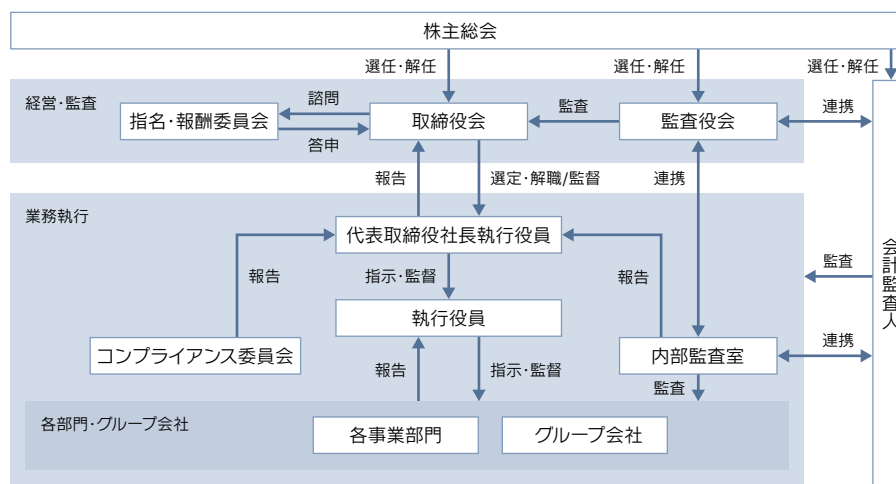 株主総会
選任・解任
選任・解任
選任・解任
経営・監査
指名・報酬委員会
諮問
答申
取締役会
監査
監査役会
連携
報告
選定・解職/監督
連携
業務執行
代表取締役社長執行役員
報告
指示・監督
報告
監査
会計監査人
執行役員
コンプライアンス委員会
報告
指示・監督
内部監査室
連携
監査
各部門・グループ会社
各事業部門
グループ会社